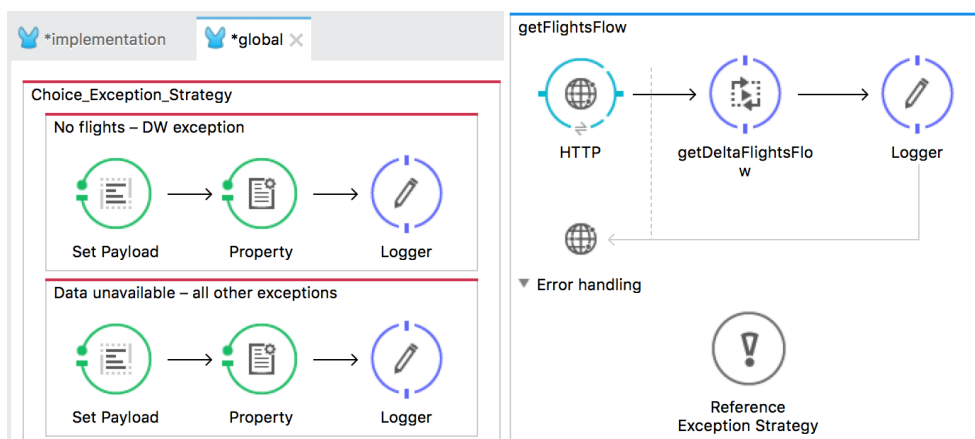 *implementation
*global
Choice_Exception_Strategy
No flights – DW exception
Set Payload
Property
Logger
Data unavailable – all other exceptions
Set Payload
Property
Logger
getFlightsFlow
HTTP
getDeltaFlightsFlo
w
Logger
Error handling
Reference
Exception Strategy